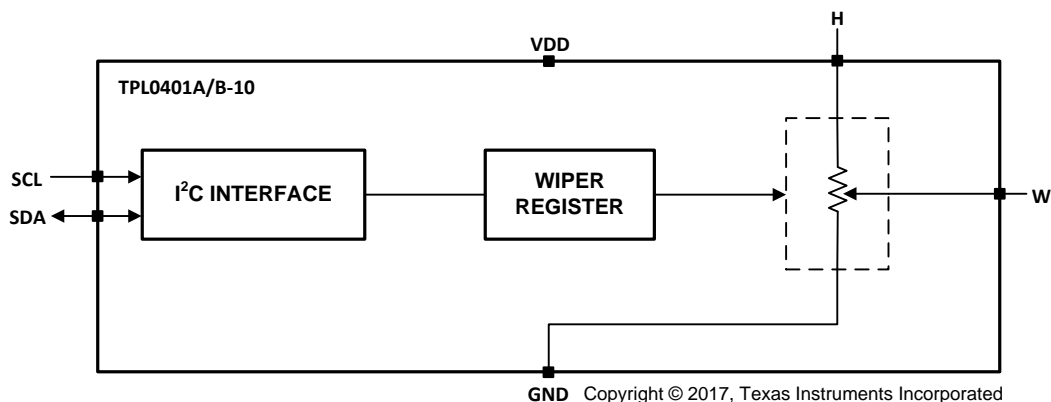 H
VDD
TPL0401A/B-10
SCL
SDA
I²C INTERFACE
WIPER
REGISTER
W
GND
Copyright © 2017, Texas Instruments Incorporated